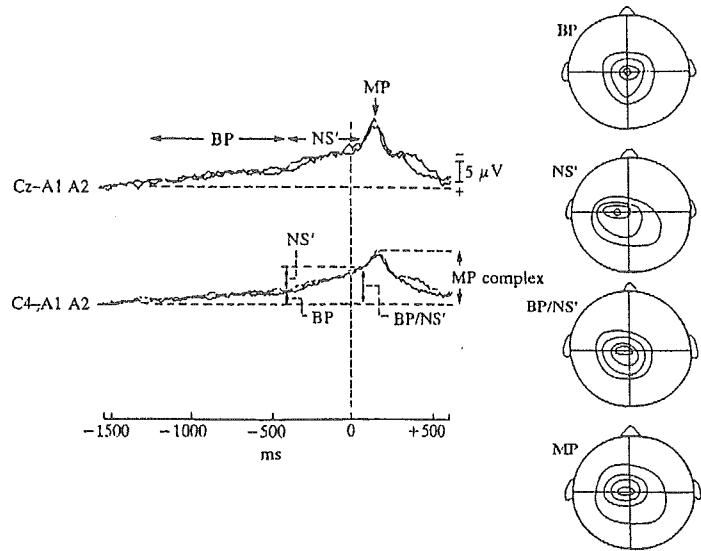 MP
BP
NS'
Cz-A1 A2
−
5 μV
+
NS'
C4-A1 A2
BP
BP/NS'
MP complex
−1500
−1000
−500
0
+500
ms
BP
NS'
BP/NS'
MP